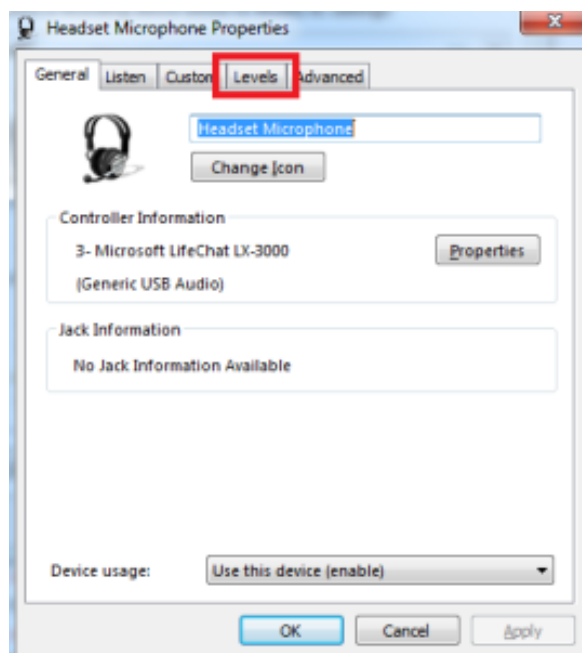 Headset Microphone Properties
General Listen Custom Levels Advanced
Headset Microphone
Change Icon
Controller Information
3- Microsoft LifeChat LX-3000
Properties
(Generic USB Audio)
Jack Information
No Jack Information Available
Device usage: Use this device (enable)
OK Cancel Apply